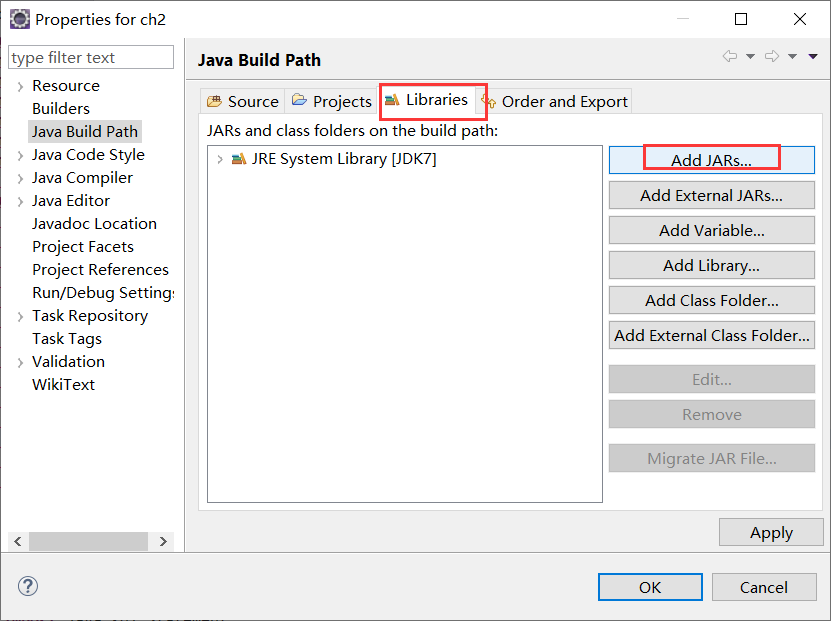 Properties for ch2
type filter text
Resource
Builders
Java Build Path
Java Code Style
Java Compiler
Java Editor
Javadoc Location
Project Facets
Project References
Run/Debug Settings
Task Repository
Task Tags
Validation
WikiText
Java Build Path
Source Projects Libraries Order and Export
JARs and class folders on the build path:
JRE System Library [JDK7]
Add JARs...
Add External JARs...
Add Variable...
Add Library...
Add Class Folder...
Add External Class Folder...
Edit...
Remove
Migrate JAR File...
Apply
?
OK Cancel